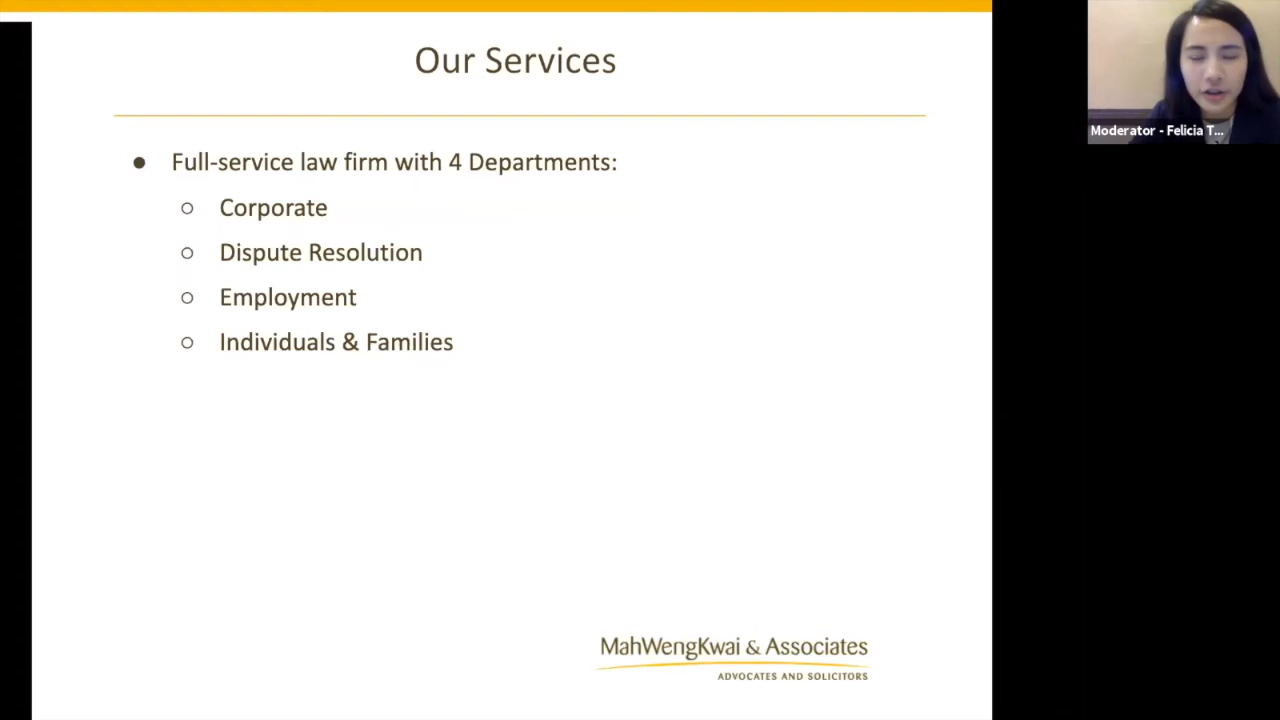 Our Services
● Full-service law firm with 4 Departments:
○ Corporate
○ Dispute Resolution
○ Employment
○ Individuals & Families
MahWengKwai & Associates
ADVOCATES AND SOLICITORS
Moderator - Felicia T...